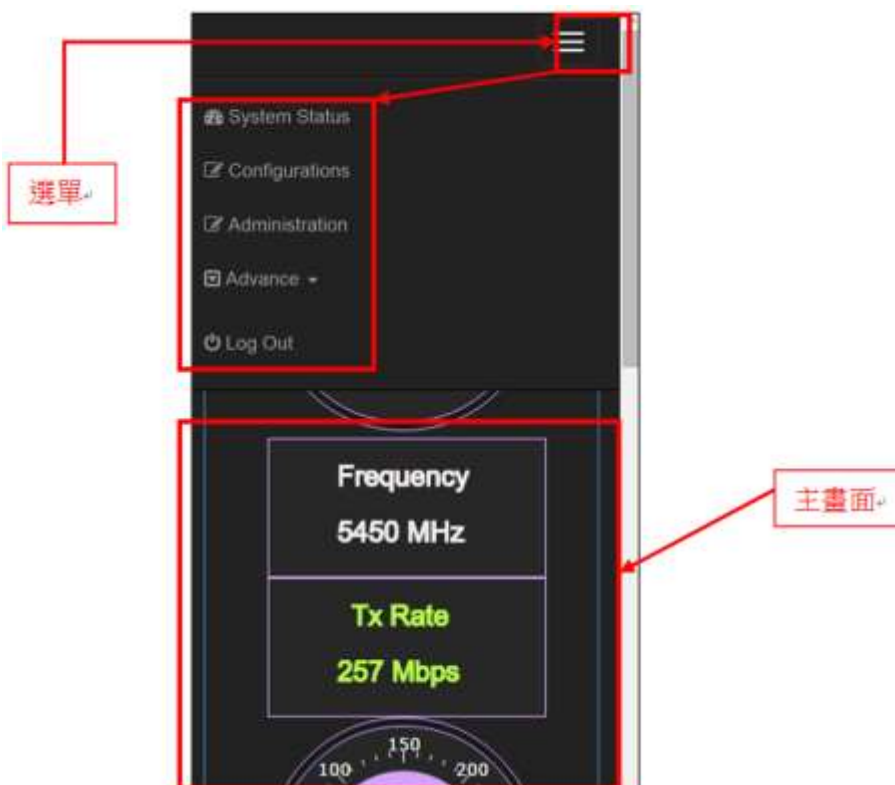 System Status
Configurations
Administration
Advance
Log Out
選單
Frequency
5450 MHz
主畫面
Tx Rate
257 Mbps
150
100
200